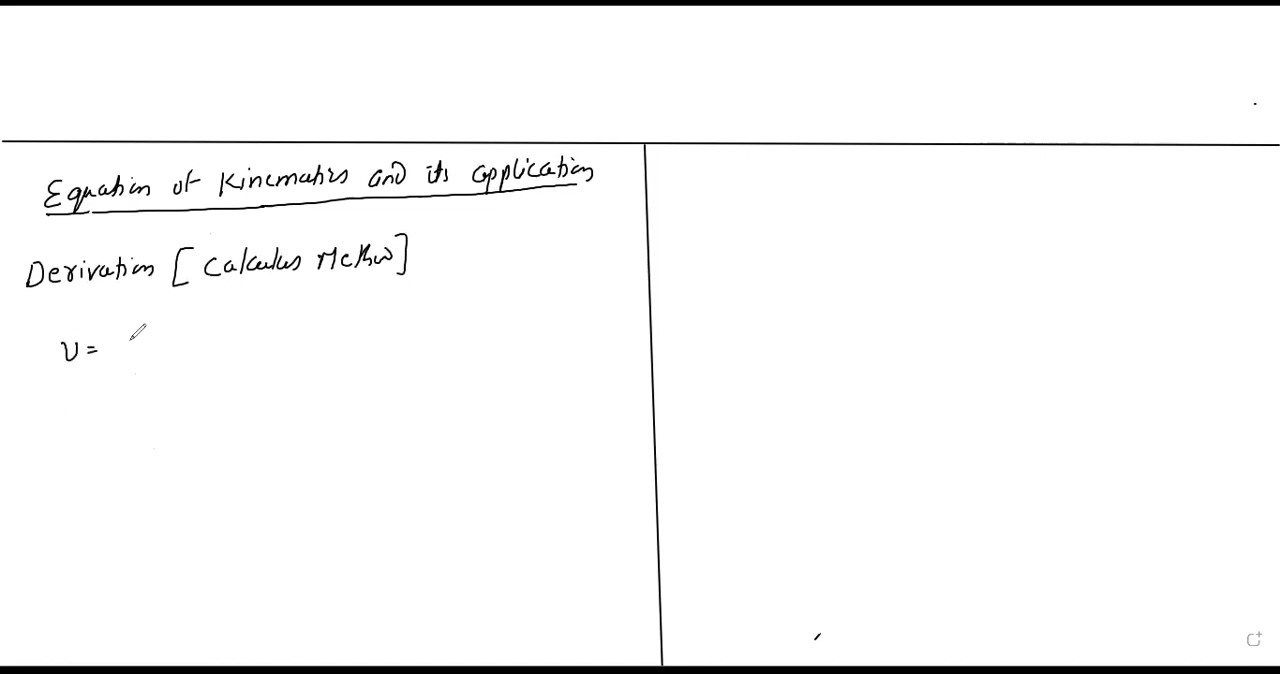 Equation of Kinematics and its application
Derivation [Calculus Method]
v =